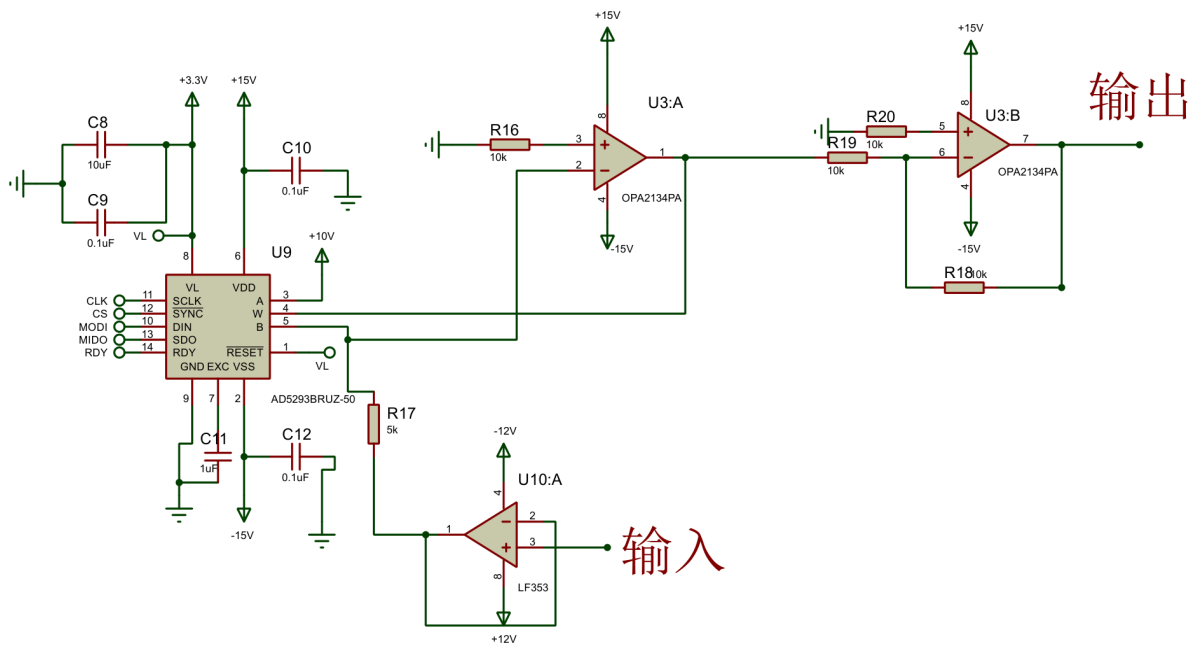 +15V
+15V
输出
+3.3V
+15V
U3:A
8
8
C8
10uF
R16
10k
3
2
1
4
OPA2134PA
-15V
R20
10k
R19
10k
5
6
U3:B
7
4
OPA2134PA
-15V
C10
0.1uF
C9
0.1uF
VL
+10V
R18
10k
8
6
U9
VL
VDD
CLK
11
SCLK
A
3
CS
12
SYNC
W
4
MODI
10
DIN
B
5
MIDO
13
SDO
RDY
14
RDY
RESET
1
VL
GND
EXC
VSS
9
7
2
AD5293BRUZ-50
R17
5k
C11
1uF
C12
0.1uF
-15V
-12V
4
U10:A
1
2
3
输入
8
LF353
+12V